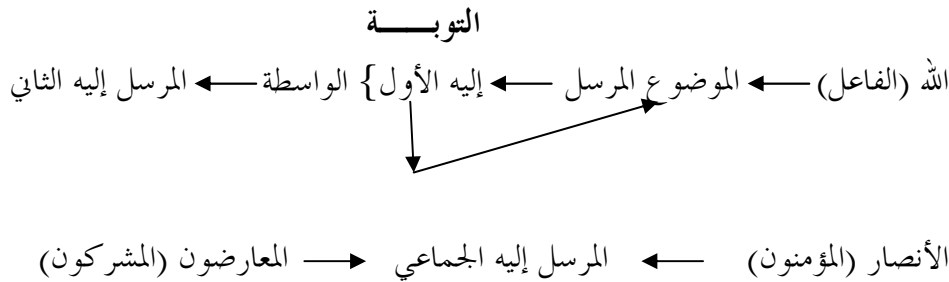 التوبـــــة
الله (الفاعل) ← الموضوع المرسل ← إليه الأول} الواسطة ← المرسل إليه الثاني
الأنصار (المؤمنون) ← المرسل إليه الجماعي → المعارضون (المشركون)